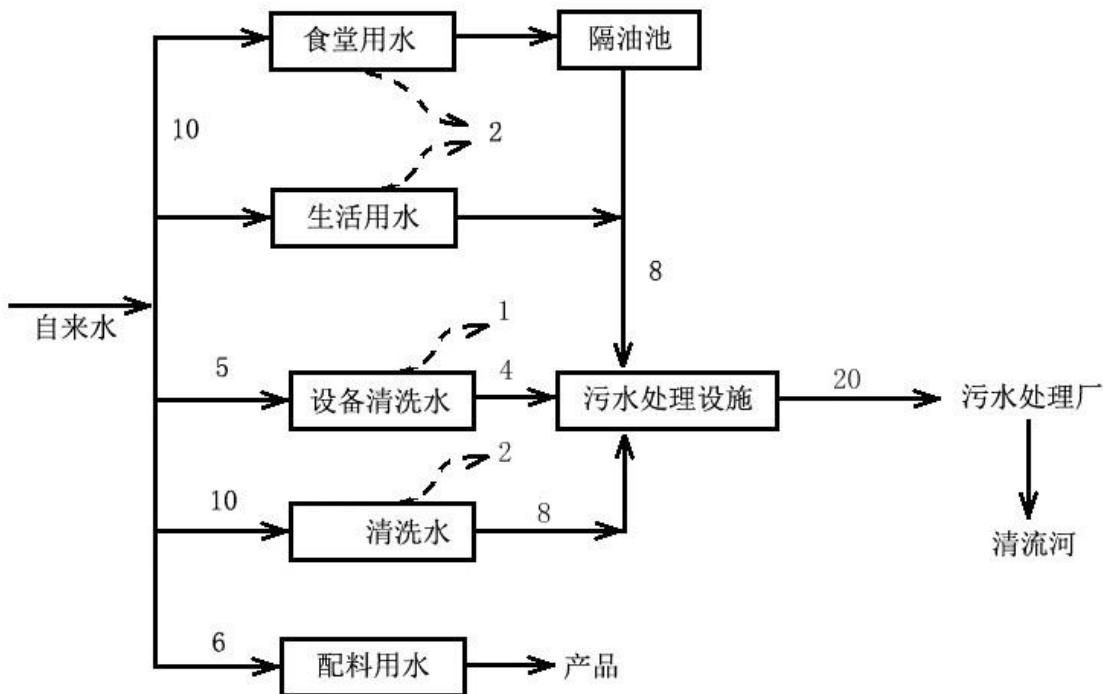 食堂用水
隔油池
10
2
生活用水
8
自来水
1
5
设备清洗水
4
污水处理设施
20
污水处理厂
2
10
清洗水
8
清流河
6
配料用水
产品